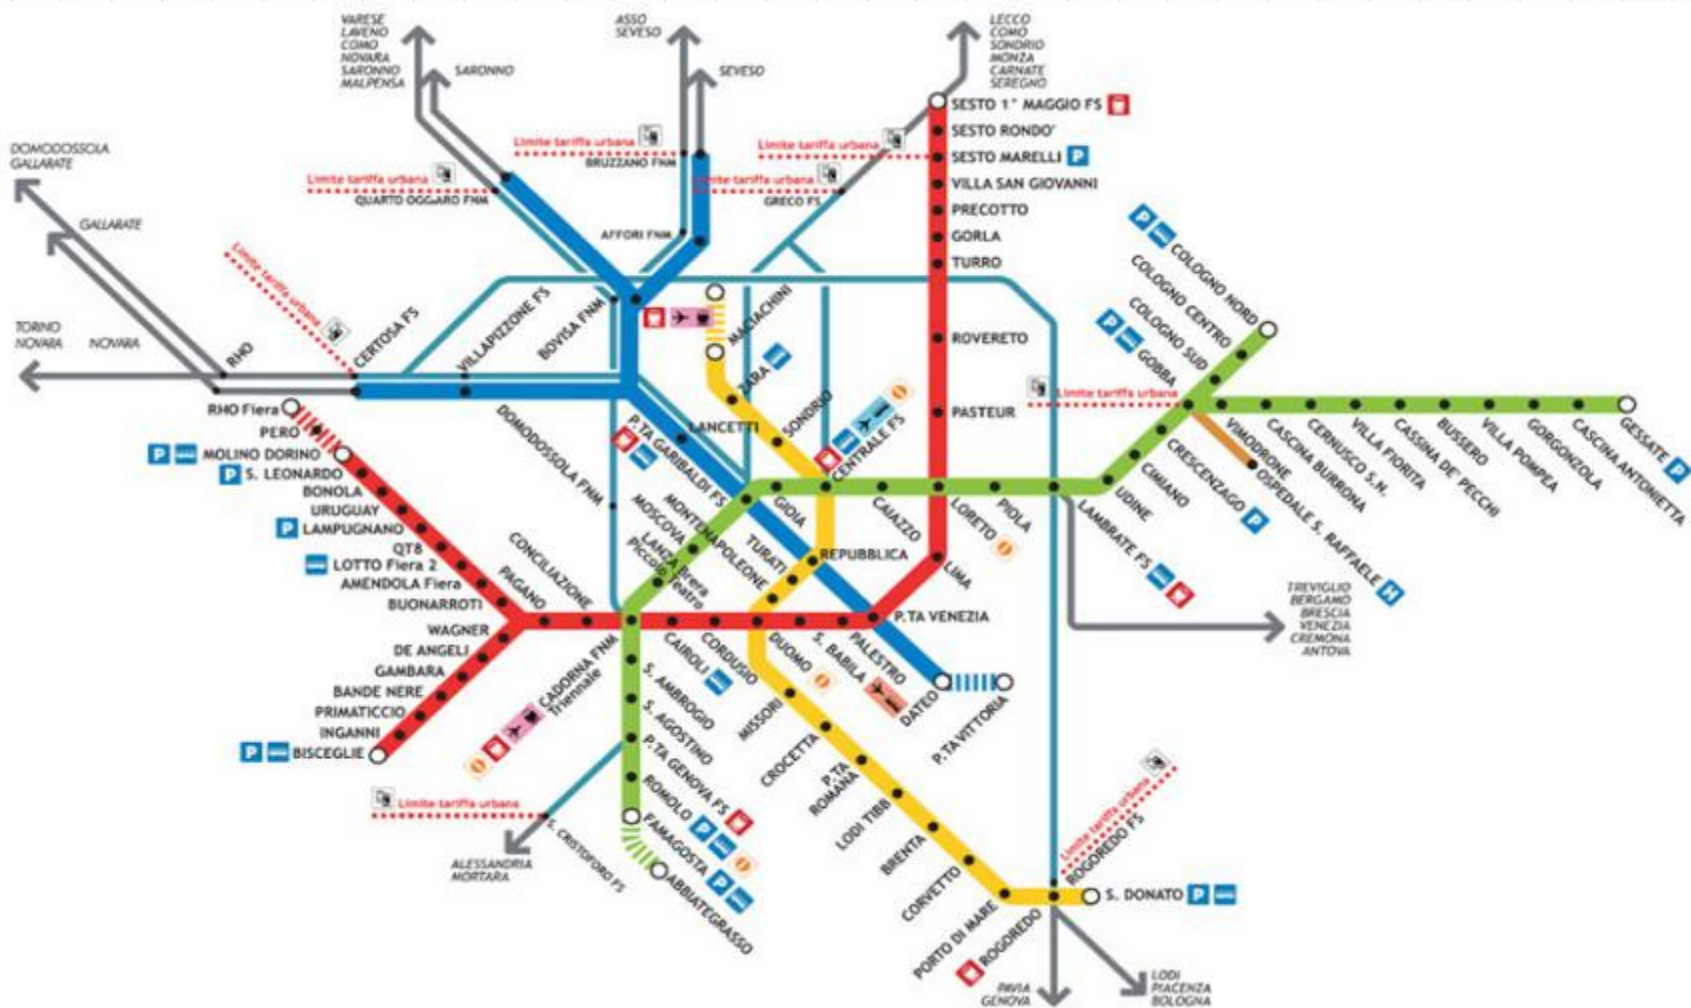 VARESE
LAVENO
COMO
NOVARA
SARONNO
MALPENSA
SARONNO
ASSO
SEVESO
SEVESO
LECCO
COMO
SONDRIO
MONZA
CARNATE
SEREGNO
DOMODOSSOLA
GALLARATE
GALLARATE
TORINO
NOVARA
NOVARA
RHO
Limite tariffa urbana
CERTOSA FS
VILLAPIZZONE FS
BOVISA FNM
Limite tariffa urbana
QUARTO OGGIARO FNM
Limite tariffa urbana
BRUZZANO FNM
AFFORI FNM
Limite tariffa urbana
GRECO FS
Limite tariffa urbana
SESTO 1° MAGGIO FS
SESTO RONDO'
SESTO MARELLI P
VILLA SAN GIOVANNI
PRECOTTO
GORLA
TURRO
ROVERETO
PASTEUR
LORETO
LIMA
P.TA VENEZIA
PALESTRO
S. BABILA
DUOMO
CORDUSIO
CAIROLI
CADORNA FNM
Triennale
CONCILIAZIONE
PAGANO
RHO Fiera
PERO
P MOLINO DORINO
P S. LEONARDO
BONOLA
URUGUAY
P LAMPUGNANO
QT8
LOTTO Fiera 2
AMENDOLA Fiera
BUONARROTI
WAGNER
DE ANGELI
GAMBARA
BANDE NERE
PRIMATICCIO
INGANNI
P BISCEGLIE
DOMODOSSOLA FNM
LANCETTI
P.TA GARIBALDI FS
MACIACHINI
ZARA
SONDRIO
CENTRALE FS
REPUBBLICA
TURATI
MONTENAPOLEONE
MISSORI
CROCETTA
P.TA
ROMANA
LODI TIBB
BRENTA
CORVETTO
PORTO DI MARE
ROGOREDO
S. DONATO P
Limite tariffa urbana
ROGOREDO FS
DATEO
P.TA VITTORIA
P COLOGNO NORD
COLOGNO CENTRO
COLOGNO SUD
P GOBBA
Limite tariffa urbana
VIMODRONE
CASCINA BURRONA
CERNUSCO S.N.
VILLA FIORITA
CASSINA DE' PECCHI
BUSSERO
VILLA POMPEA
GORGONZOLA
CASCINA ANTONIETTA
GESSATE P
OSPEDALE S. RAFFAELE H
CRESCENZAGO P
CIMIANO
UDINE
LAMBRATE FS
PIOLA
CAIAZZO
GIOIA
MOSCOVA
LANZA Brera
Piccolo Teatro
S. AMBROGIO
S. AGOSTINO
P.TA GENOVA FS
ROMOLO P
FAMAGOSTA P
ABBIATEGRASSO
Limite tariffa urbana
S. CRISTOFORO FS
ALESSANDRIA
MORTARA
TREVIGLIO
BERGAMO
BRESCIA
VENEZIA
CREMONA
ANTOVA
PAVIA
GENOVA
LODI
PIACENZA
BOLOGNA